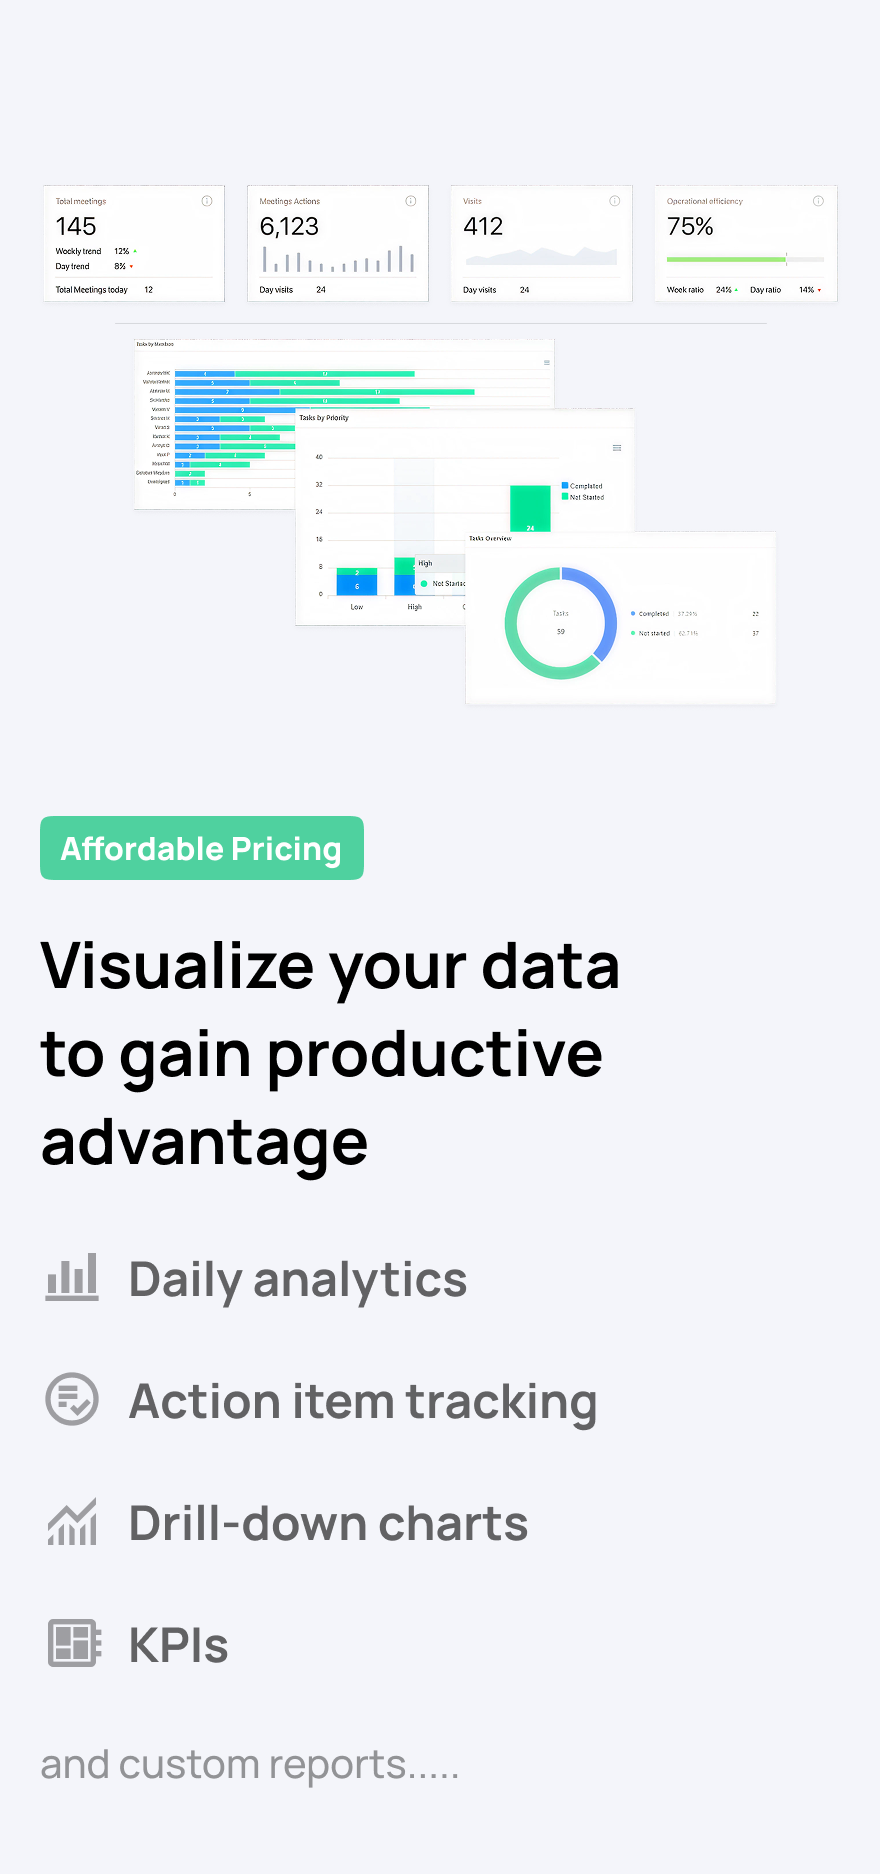 Total meetings
145
Weekly trend 12%
Day trend 8%
Total Meetings today 12
Meetings Actions
6,123
Day visits 24
Visits
412
Day visits 24
Operational efficiency
75%
Week ratio 24% Day ratio 14%
Tasks by Members
0 5
Tasks by Priority
40
32
24
16
8
0
24
2
6
Completed
Not Started
High
Not Started
Low High
Tasks Overview
Tasks
59
Completed 37.29% 22
Not started 62.71% 37
Affordable Pricing
Visualize your data
to gain productive
advantage
Daily analytics
Action item tracking
Drill-down charts
KPIs
and custom reports.....